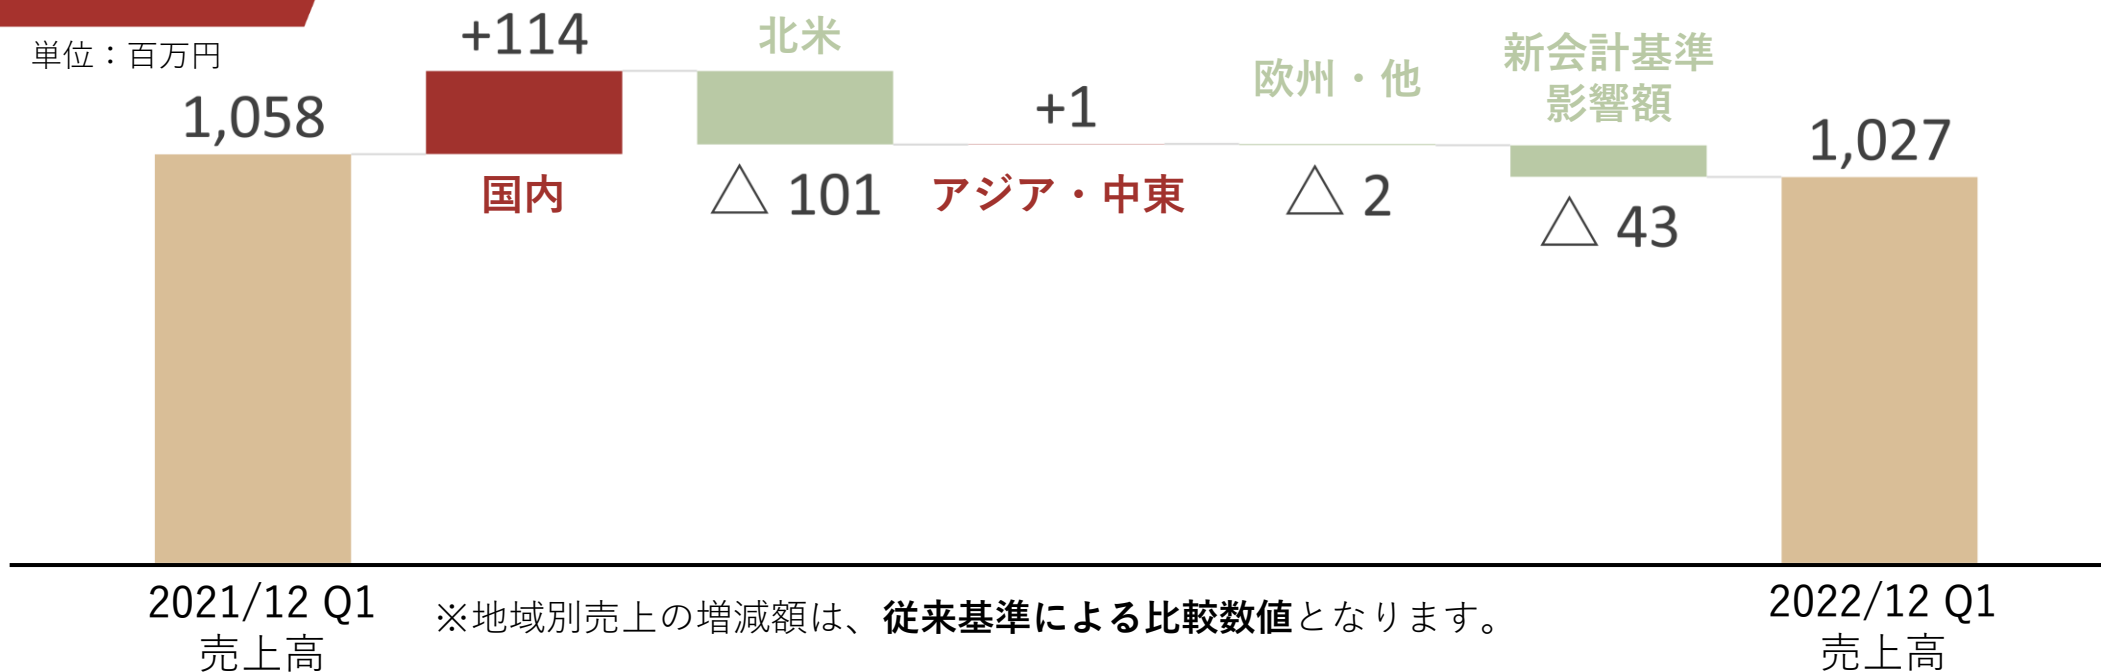 単位：百万円
1,058
+114
国内
北米
△ 101
+1
アジア・中東
欧州・他
△ 2
新会計基準
影響額
△ 43
1,027
2021/12 Q1
売上高
※地域別売上の増減額は、従来基準による比較数値となります。
2022/12 Q1
売上高